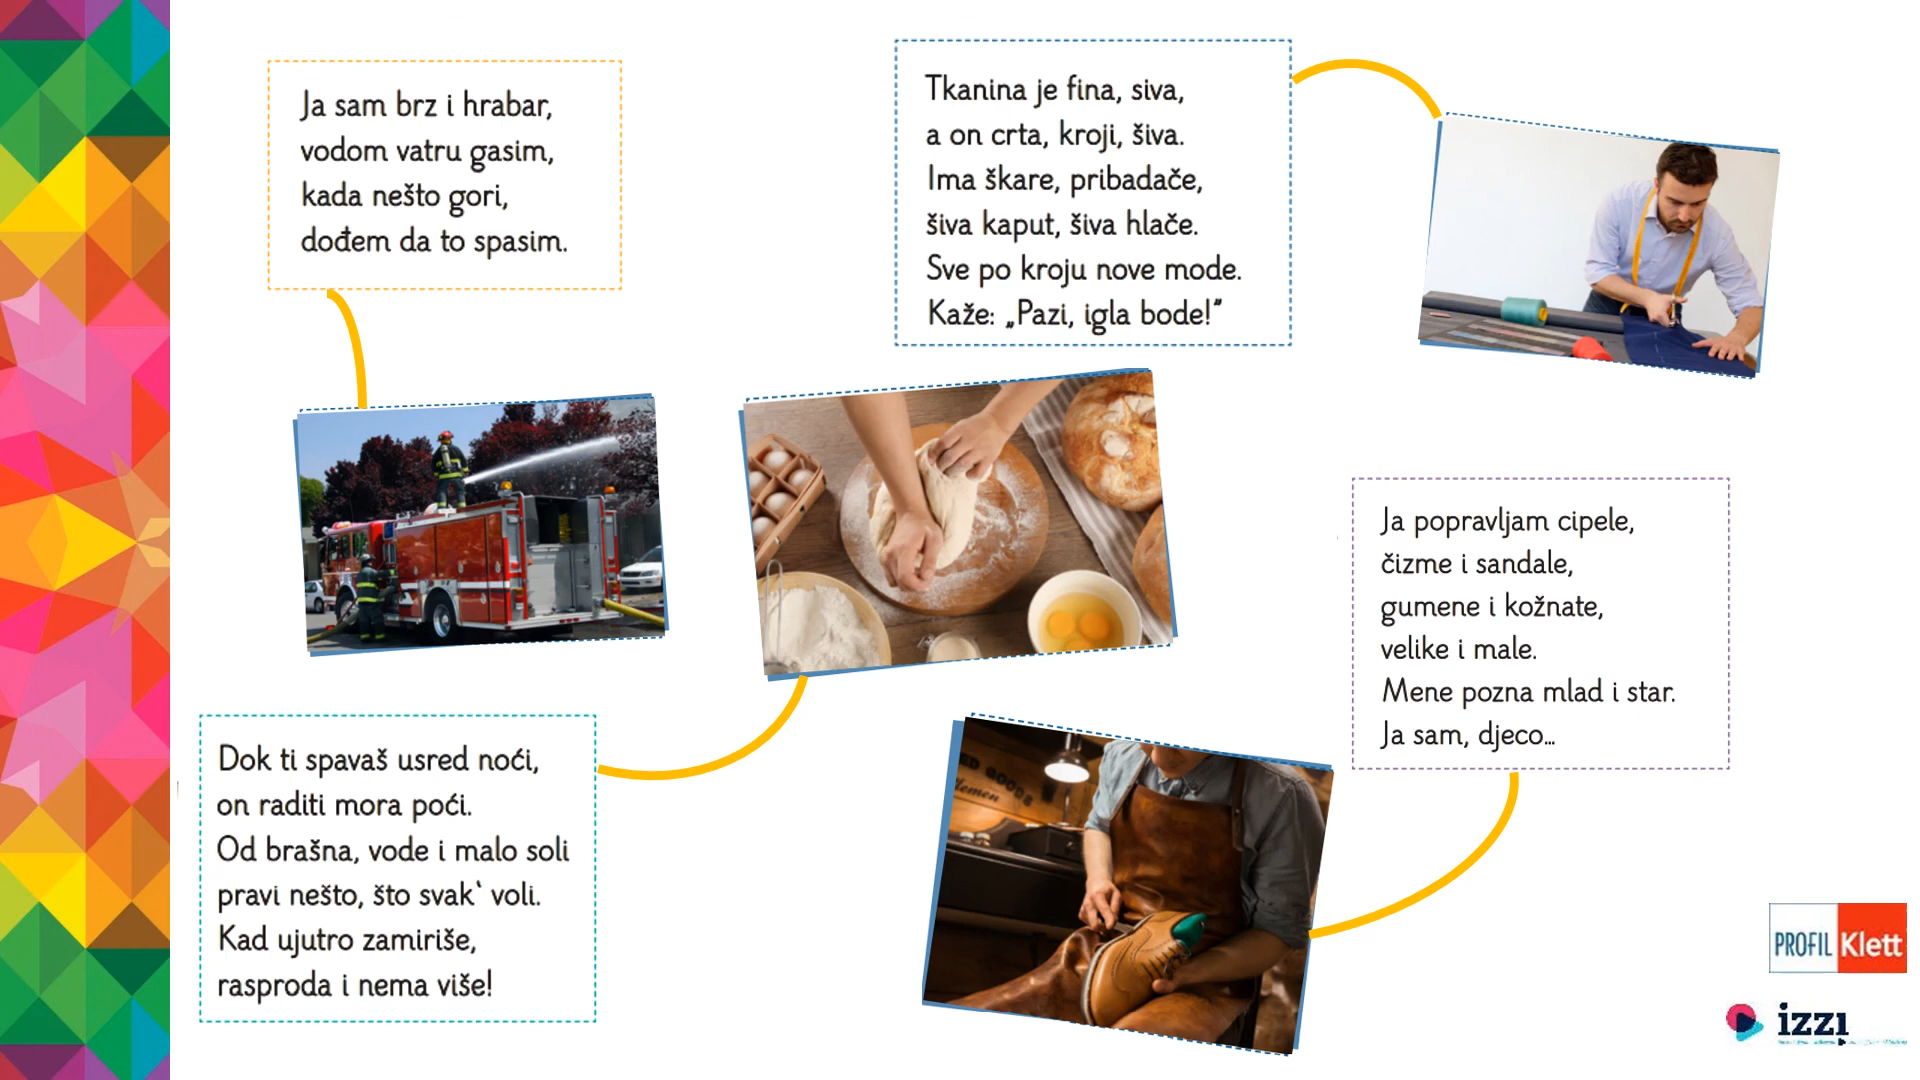 Ja sam brz i hrabar,
vodom vatru gasim,
kada nešto gori,
dođem da to spasim.
Tkanina je fina, siva,
a on crta, kroji, šiva.
Ima škare, pribadače,
šiva kaput, šiva hlače.
Sve po kroju nove mode.
Kaže: „Pazi, igla bode!”
Ja popravljam cipele,
čizme i sandale,
gumene i kožnate,
velike i male.
Mene pozna mlad i star.
Ja sam, djeco...
Dok ti spavaš usred noći,
on raditi mora poći.
Od brašna, vode i malo soli
pravi nešto, što svak‛ voli.
Kad ujutro zamiriše,
rasproda i nema više!
GOODS
PROFIL Klett
izzi